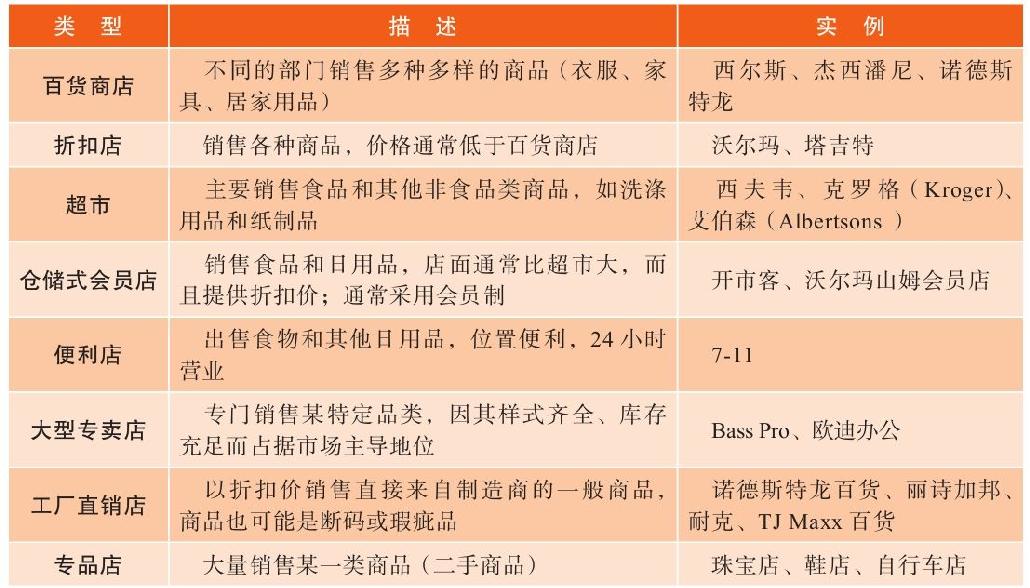 类 型 描 述 实 例
百货商店
不同的部门销售多种多样的商品（衣服、家
具、居家用品）
西尔斯、杰西潘尼、诺德斯
特龙
折扣店 销售各种商品，价格通常低于百货商店 沃尔玛、塔吉特
超市
主要销售食品和其他非食品类商品，如洗涤
用品和纸制品
西夫韦、克罗格（Kroger）、
艾伯森（Albertsons ）
仓储式会员店
销售食品和日用品，店面通常比超市大，而
且提供折扣价；通常采用会员制
开市客、沃尔玛山姆会员店
便利店
出售食物和其他日用品，位置便利，24 小时
营业
7-11
大型专卖店
专门销售某特定品类，因其样式齐全、库存
充足而占据市场主导地位
Bass Pro、欧迪办公
工厂直销店
以折扣价销售直接来自制造商的一般商品，
商品也可能是断码或瑕疵品
诺德斯特龙百货、丽诗加邦、
耐克、TJ Maxx 百货
专品店 大量销售某一类商品（二手商品） 珠宝店、鞋店、自行车店